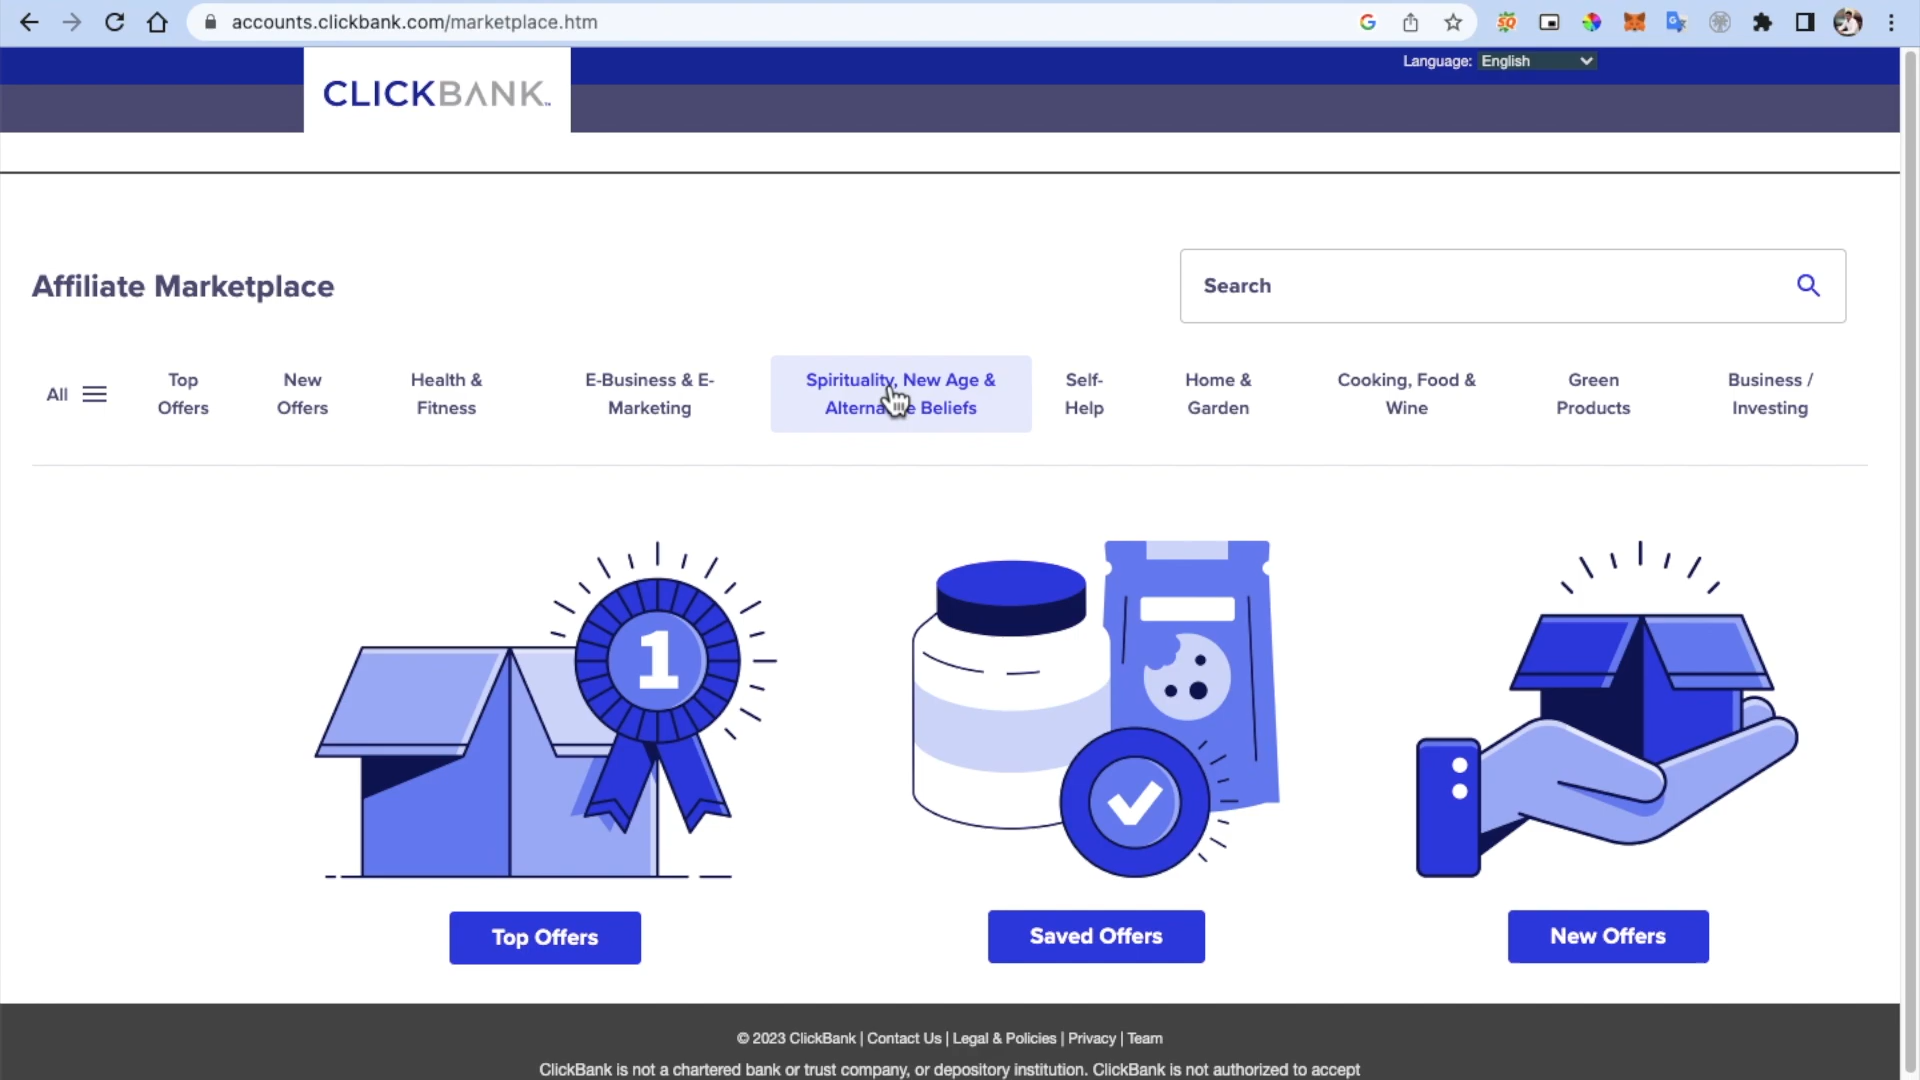 accounts.clickbank.com/marketplace.htm
Language: English
CLICKBANK
Affiliate Marketplace
Search
All
Top
Offers
New
Offers
Health &
Fitness
E-Business & E-
Marketing
Spirituality, New Age &
Alternative Beliefs
Self-
Help
Home &
Garden
Cooking, Food &
Wine
Green
Products
Business /
Investing
1
Top Offers
Saved Offers
New Offers
© 2023 ClickBank | Contact Us | Legal & Policies | Privacy | Team
ClickBank is not a chartered bank or trust company, or depository institution. ClickBank is not authorized to accept